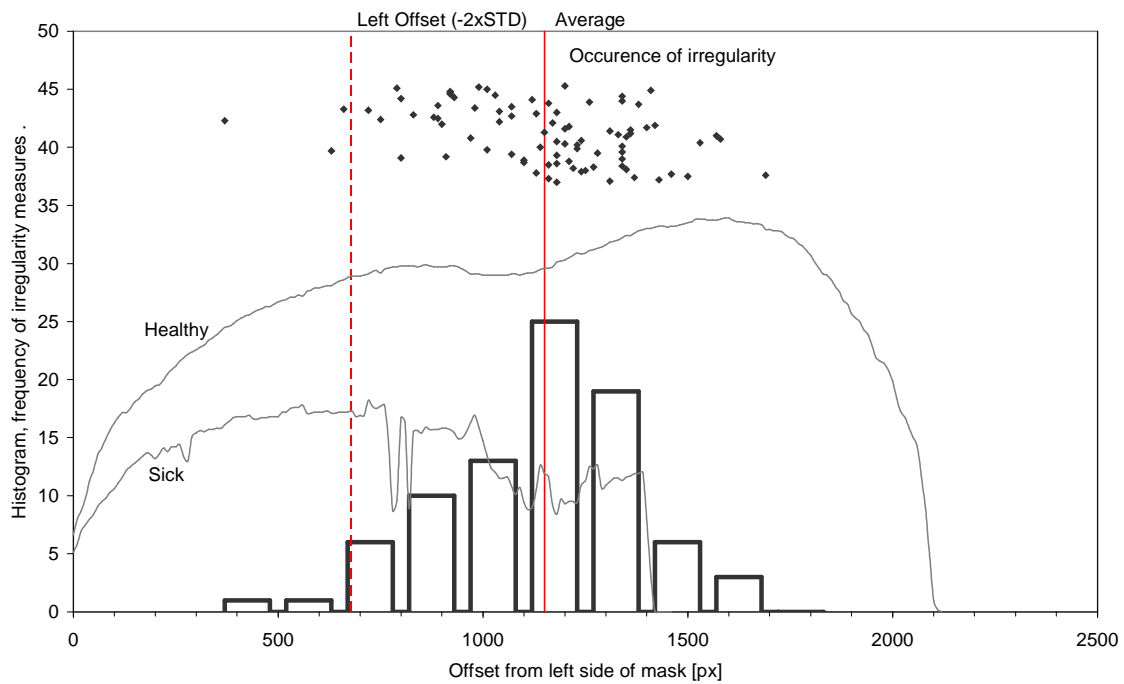 Left Offset (-2xSTD) Average
50
Occurence of irregularity
45
40
35
30
25
Healthy
20
15
Sick
10
5
0
0 500 1000 1500 2000 2500
Offset from left side of mask [px]
Histogram, frequency of irregularity measures .